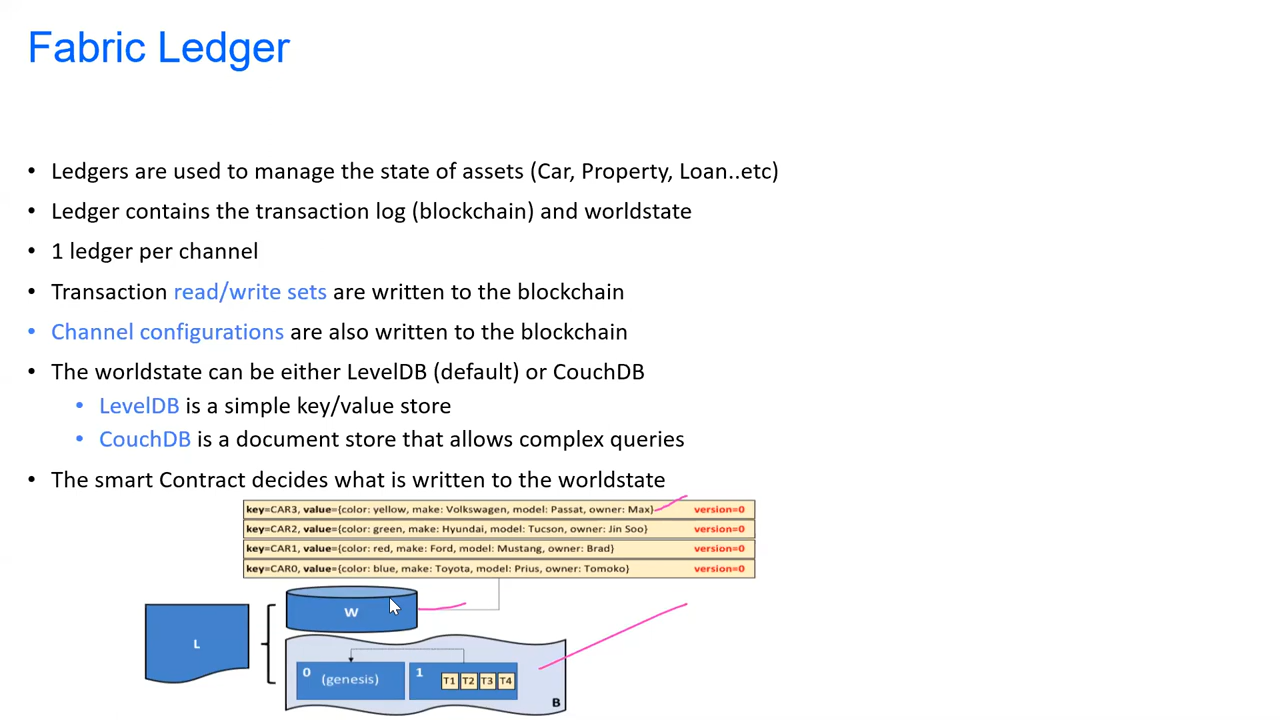 Fabric Ledger
• Ledgers are used to manage the state of assets (Car, Property, Loan..etc)
• Ledger contains the transaction log (blockchain) and worldstate
• 1 ledger per channel
• Transaction read/write sets are written to the blockchain
• Channel configurations are also written to the blockchain
• The worldstate can be either LevelDB (default) or CouchDB
• LevelDB is a simple key/value store
• CouchDB is a document store that allows complex queries
• The smart Contract decides what is written to the worldstate
key=CAR3, value={color: yellow, make: Volkswagen, model: Passat, owner: Max} version=0
key=CAR2, value={color: green, make: Hyundai, model: Tucson, owner: Jin Soo} version=0
key=CAR1, value={color: red, make: Ford, model: Mustang, owner: Brad} version=0
key=CAR0, value={color: blue, make: Toyota, model: Prius, owner: Tomoko} version=0
W
L
0 (genesis)
1 T1 T2 T3 T4
B